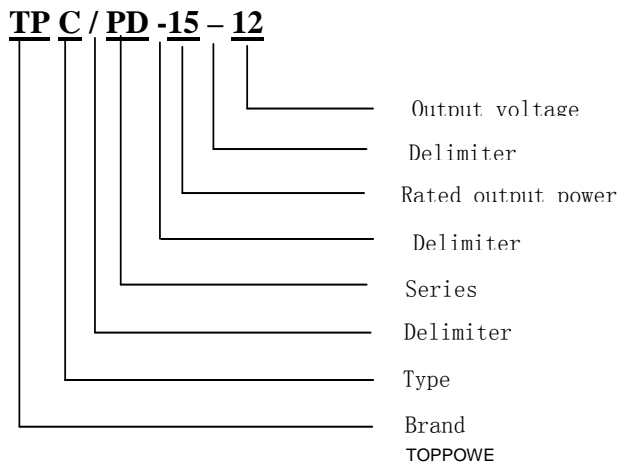 TP C / PD -15 – 12
Output voltage
Delimiter
Rated output power
Delimiter
Series
Delimiter
Type
Brand
TOPPOWE